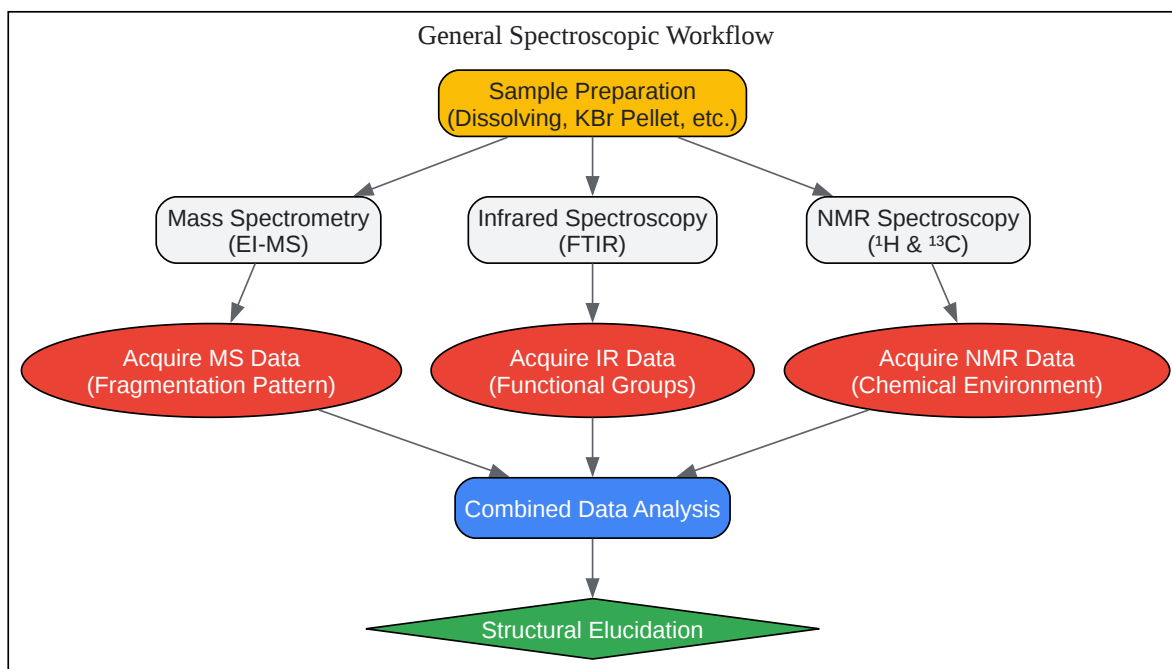 General Spectroscopic Workflow
Sample Preparation
(Dissolving, KBr Pellet, etc.)
Mass Spectrometry
(EI-MS)
Infrared Spectroscopy
(FTIR)
NMR Spectroscopy
(¹H & ¹³C)
Acquire MS Data
(Fragmentation Pattern)
Acquire IR Data
(Functional Groups)
Acquire NMR Data
(Chemical Environment)
Combined Data Analysis
Structural Elucidation